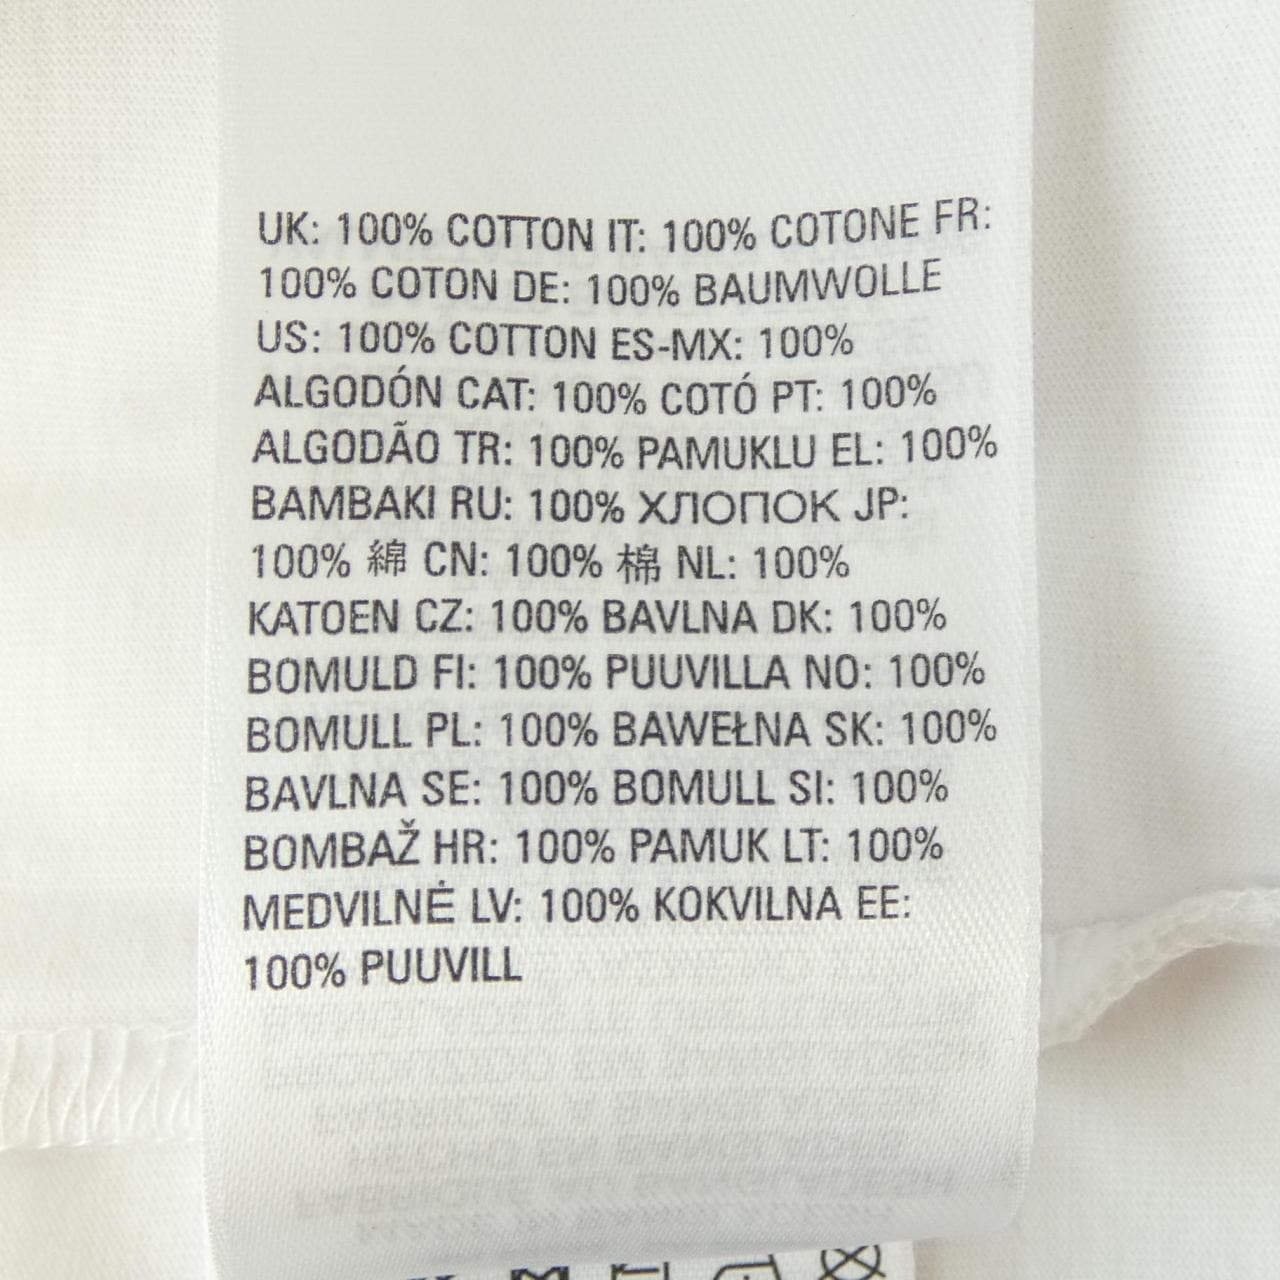 UK: 100% COTTON IT: 100% COTONE FR:
100% COTON DE: 100% BAUMWOLLE
US: 100% COTTON ES-MX: 100%
ALGODÓN CAT: 100% COTÓ PT: 100%
ALGODÃO TR: 100% PAMUKLU EL: 100%
BAMBAKI RU: 100% ХЛОПОК JP:
100% 綿 CN: 100% 棉 NL: 100%
KATOEN CZ: 100% BAVLNA DK: 100%
BOMULD FI: 100% PUUVILLA NO: 100%
BOMULL PL: 100% BAWEŁNA SK: 100%
BAVLNA SE: 100% BOMULL SI: 100%
BOMBAŽ HR: 100% PAMUK LT: 100%
MEDVILNĖ LV: 100% KOKVILNA EE:
100% PUUVILL